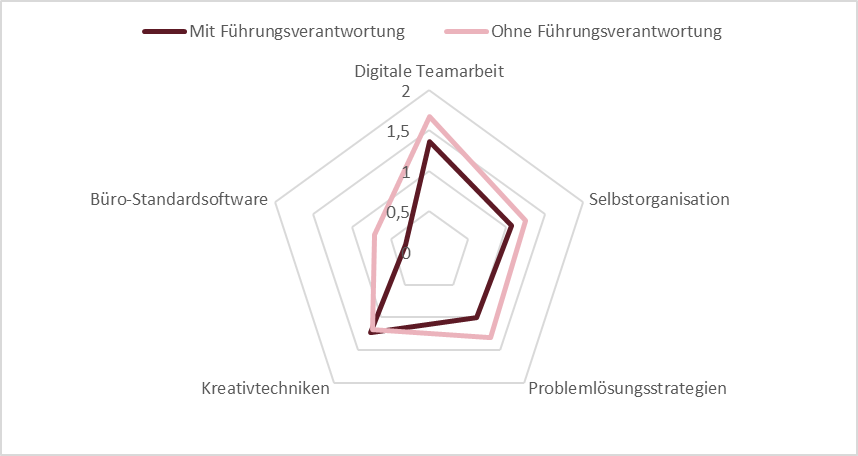 Mit Führungsverantwortung
Ohne Führungsverantwortung
Digitale Teamarbeit
2
1,5
1
0,5
0
Büro-Standardsoftware
Selbstorganisation
Kreativtechniken
Problemlösungsstrategien